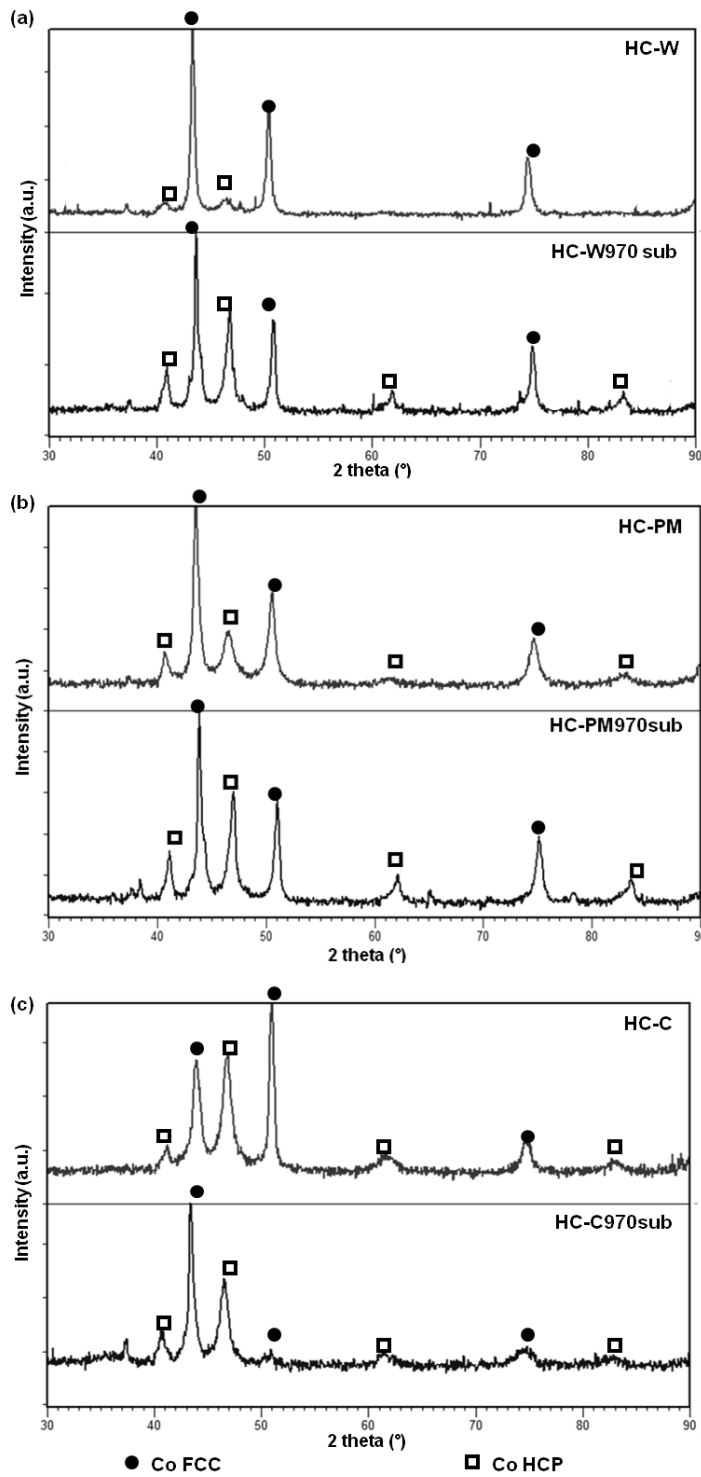 (a)
HC-W
HC-W970 sub
Intensity (a.u.)
30 40 50 60 70 80 90
2 theta (°)
(b)
HC-PM
HC-PM970sub
Intensity (a.u.)
30 40 50 60 70 80 90
2 theta (°)
(c)
HC-C
HC-C970sub
Intensity (a.u.)
30 40 50 60 70 80 90
2 theta (°)
Co FCC Co HCP